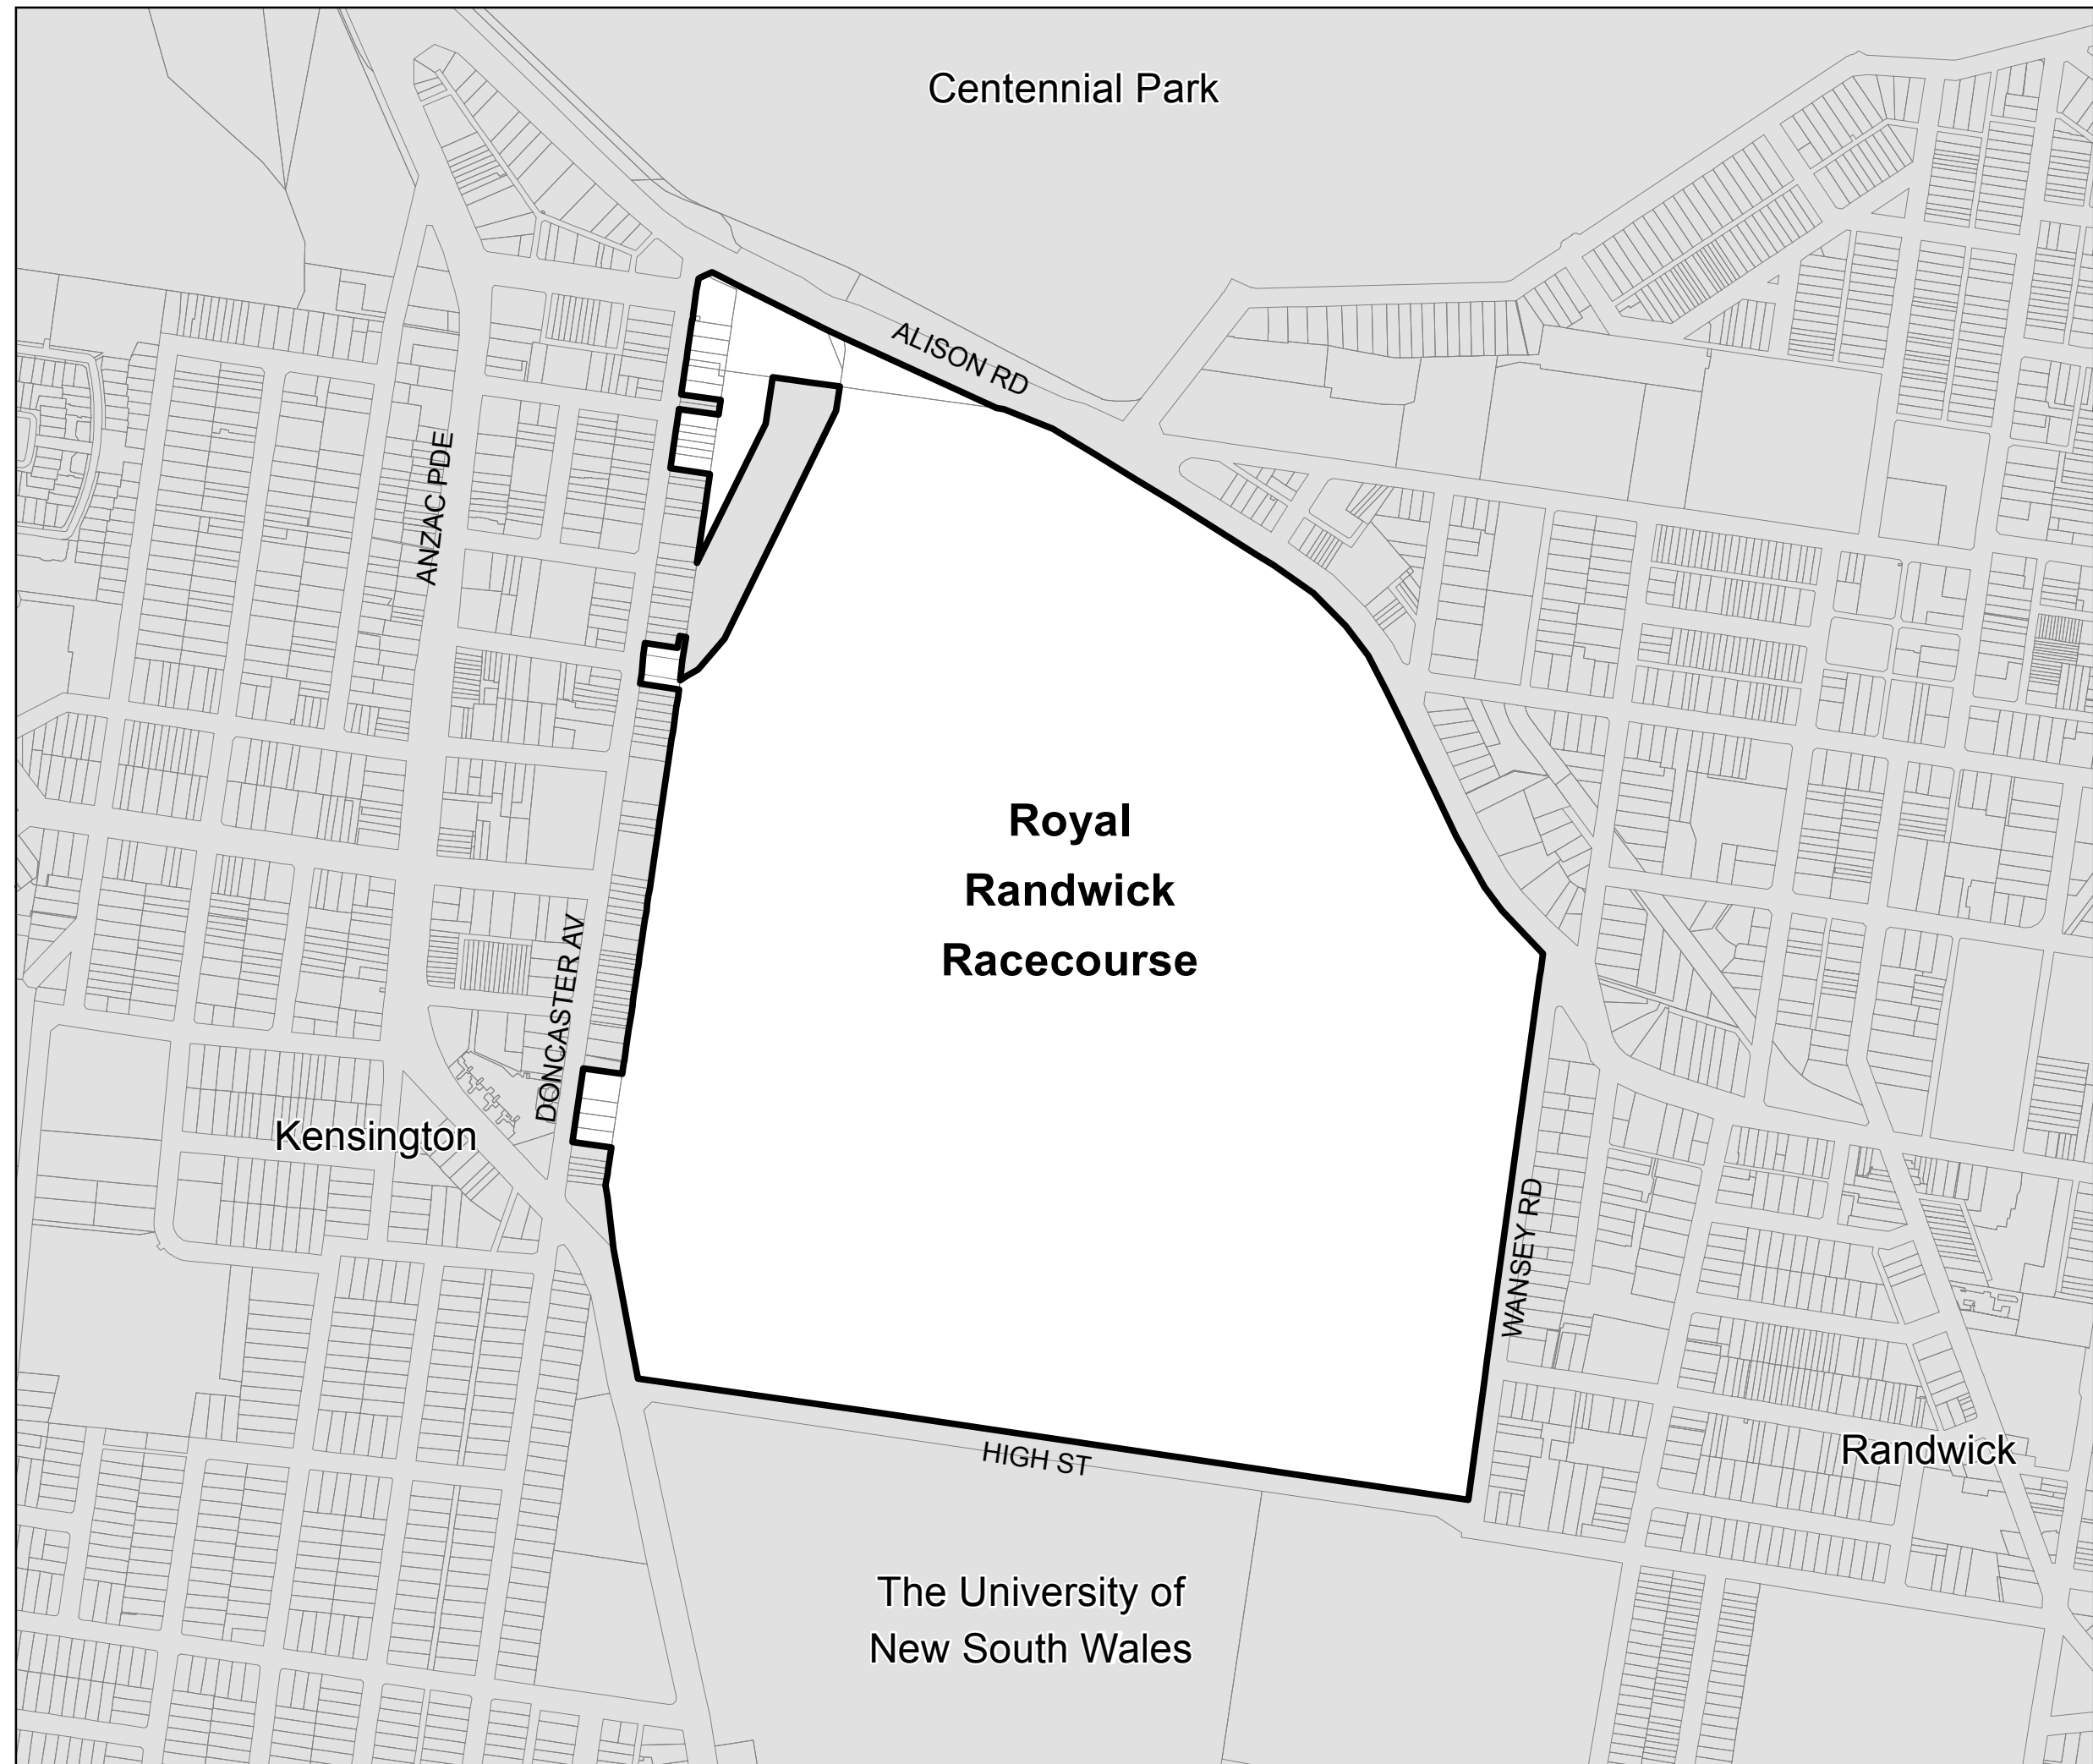 Centennial Park
ALISON RD
ANZAC PDE
Royal
Randwick
Racecourse
DONCASTER AV
Kensington
WANSEY RD
HIGH ST
Randwick
The University of
New South Wales